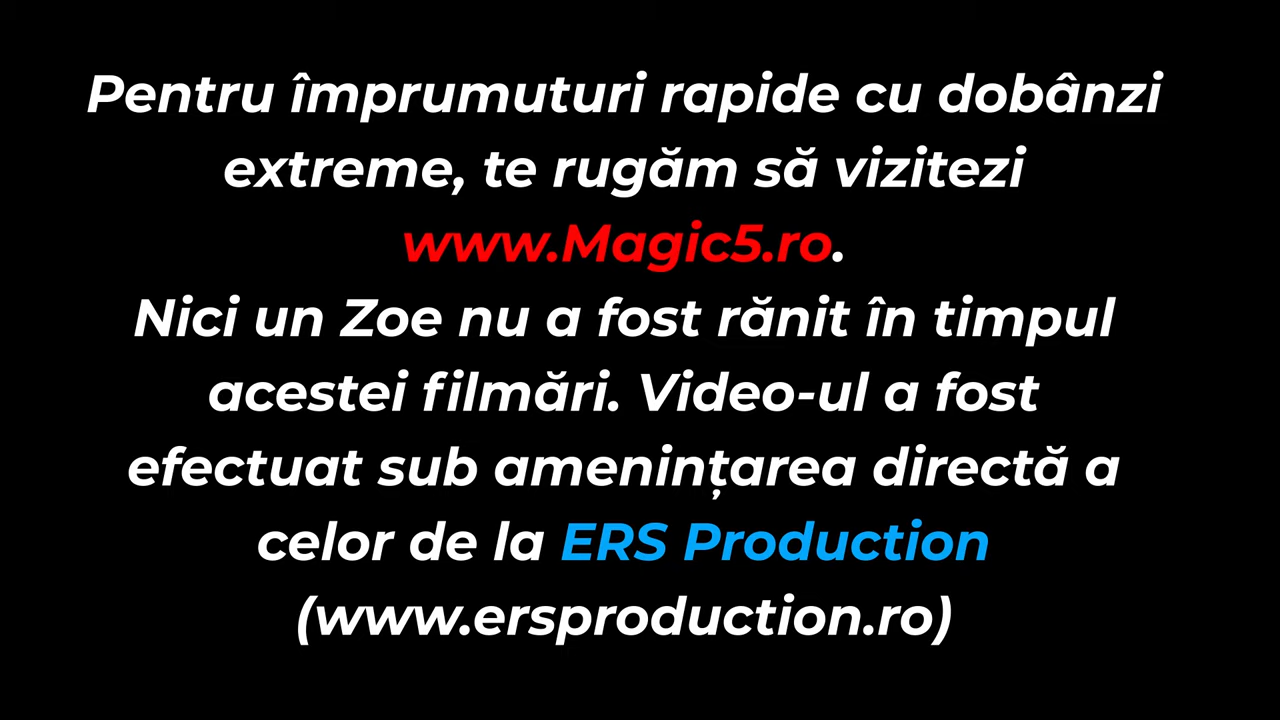 Pentru împrumuturi rapide cu dobânzi
extreme, te rugăm să vizitezi
www.Magic5.ro.
Nici un Zoe nu a fost rănit în timpul
acestei filmări. Video-ul a fost
efectuat sub amenințarea directă a
celor de la ERS Production
(www.ersproduction.ro)